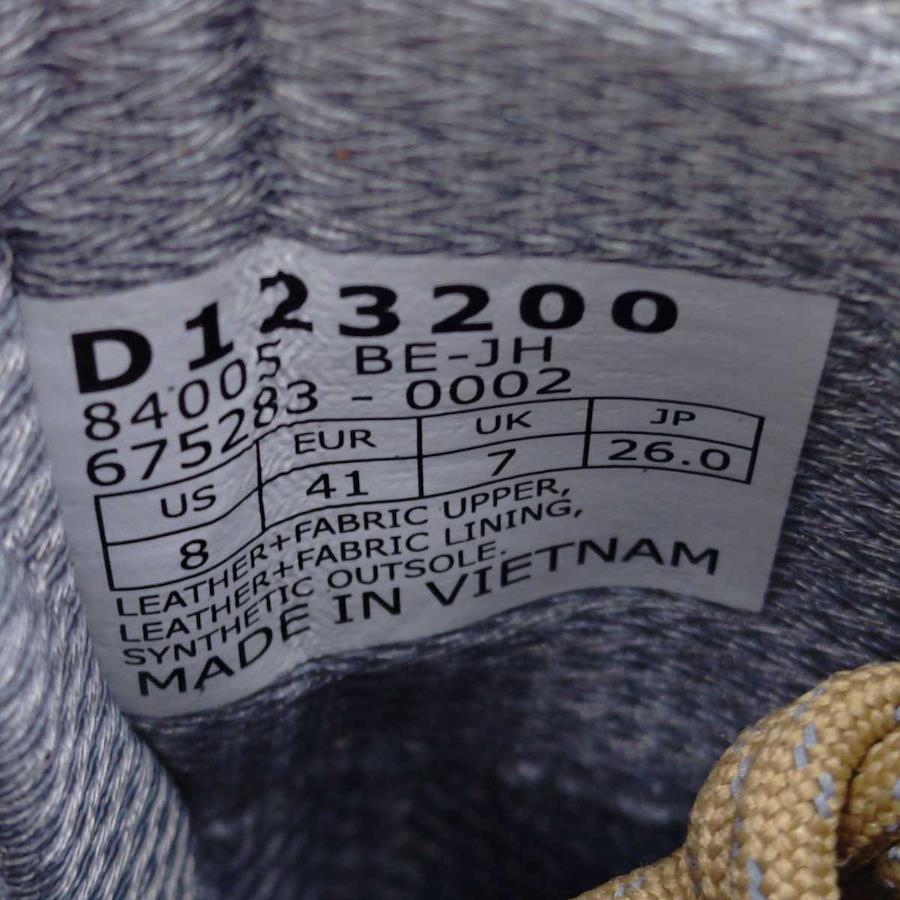 D123200
84005 BE-JH
675283 - 0002
US EUR UK JP
8 41 7 26.0
LEATHER+FABRIC UPPER,
LEATHER+FABRIC LINING,
SYNTHETIC OUTSOLE.
MADE IN VIETNAM